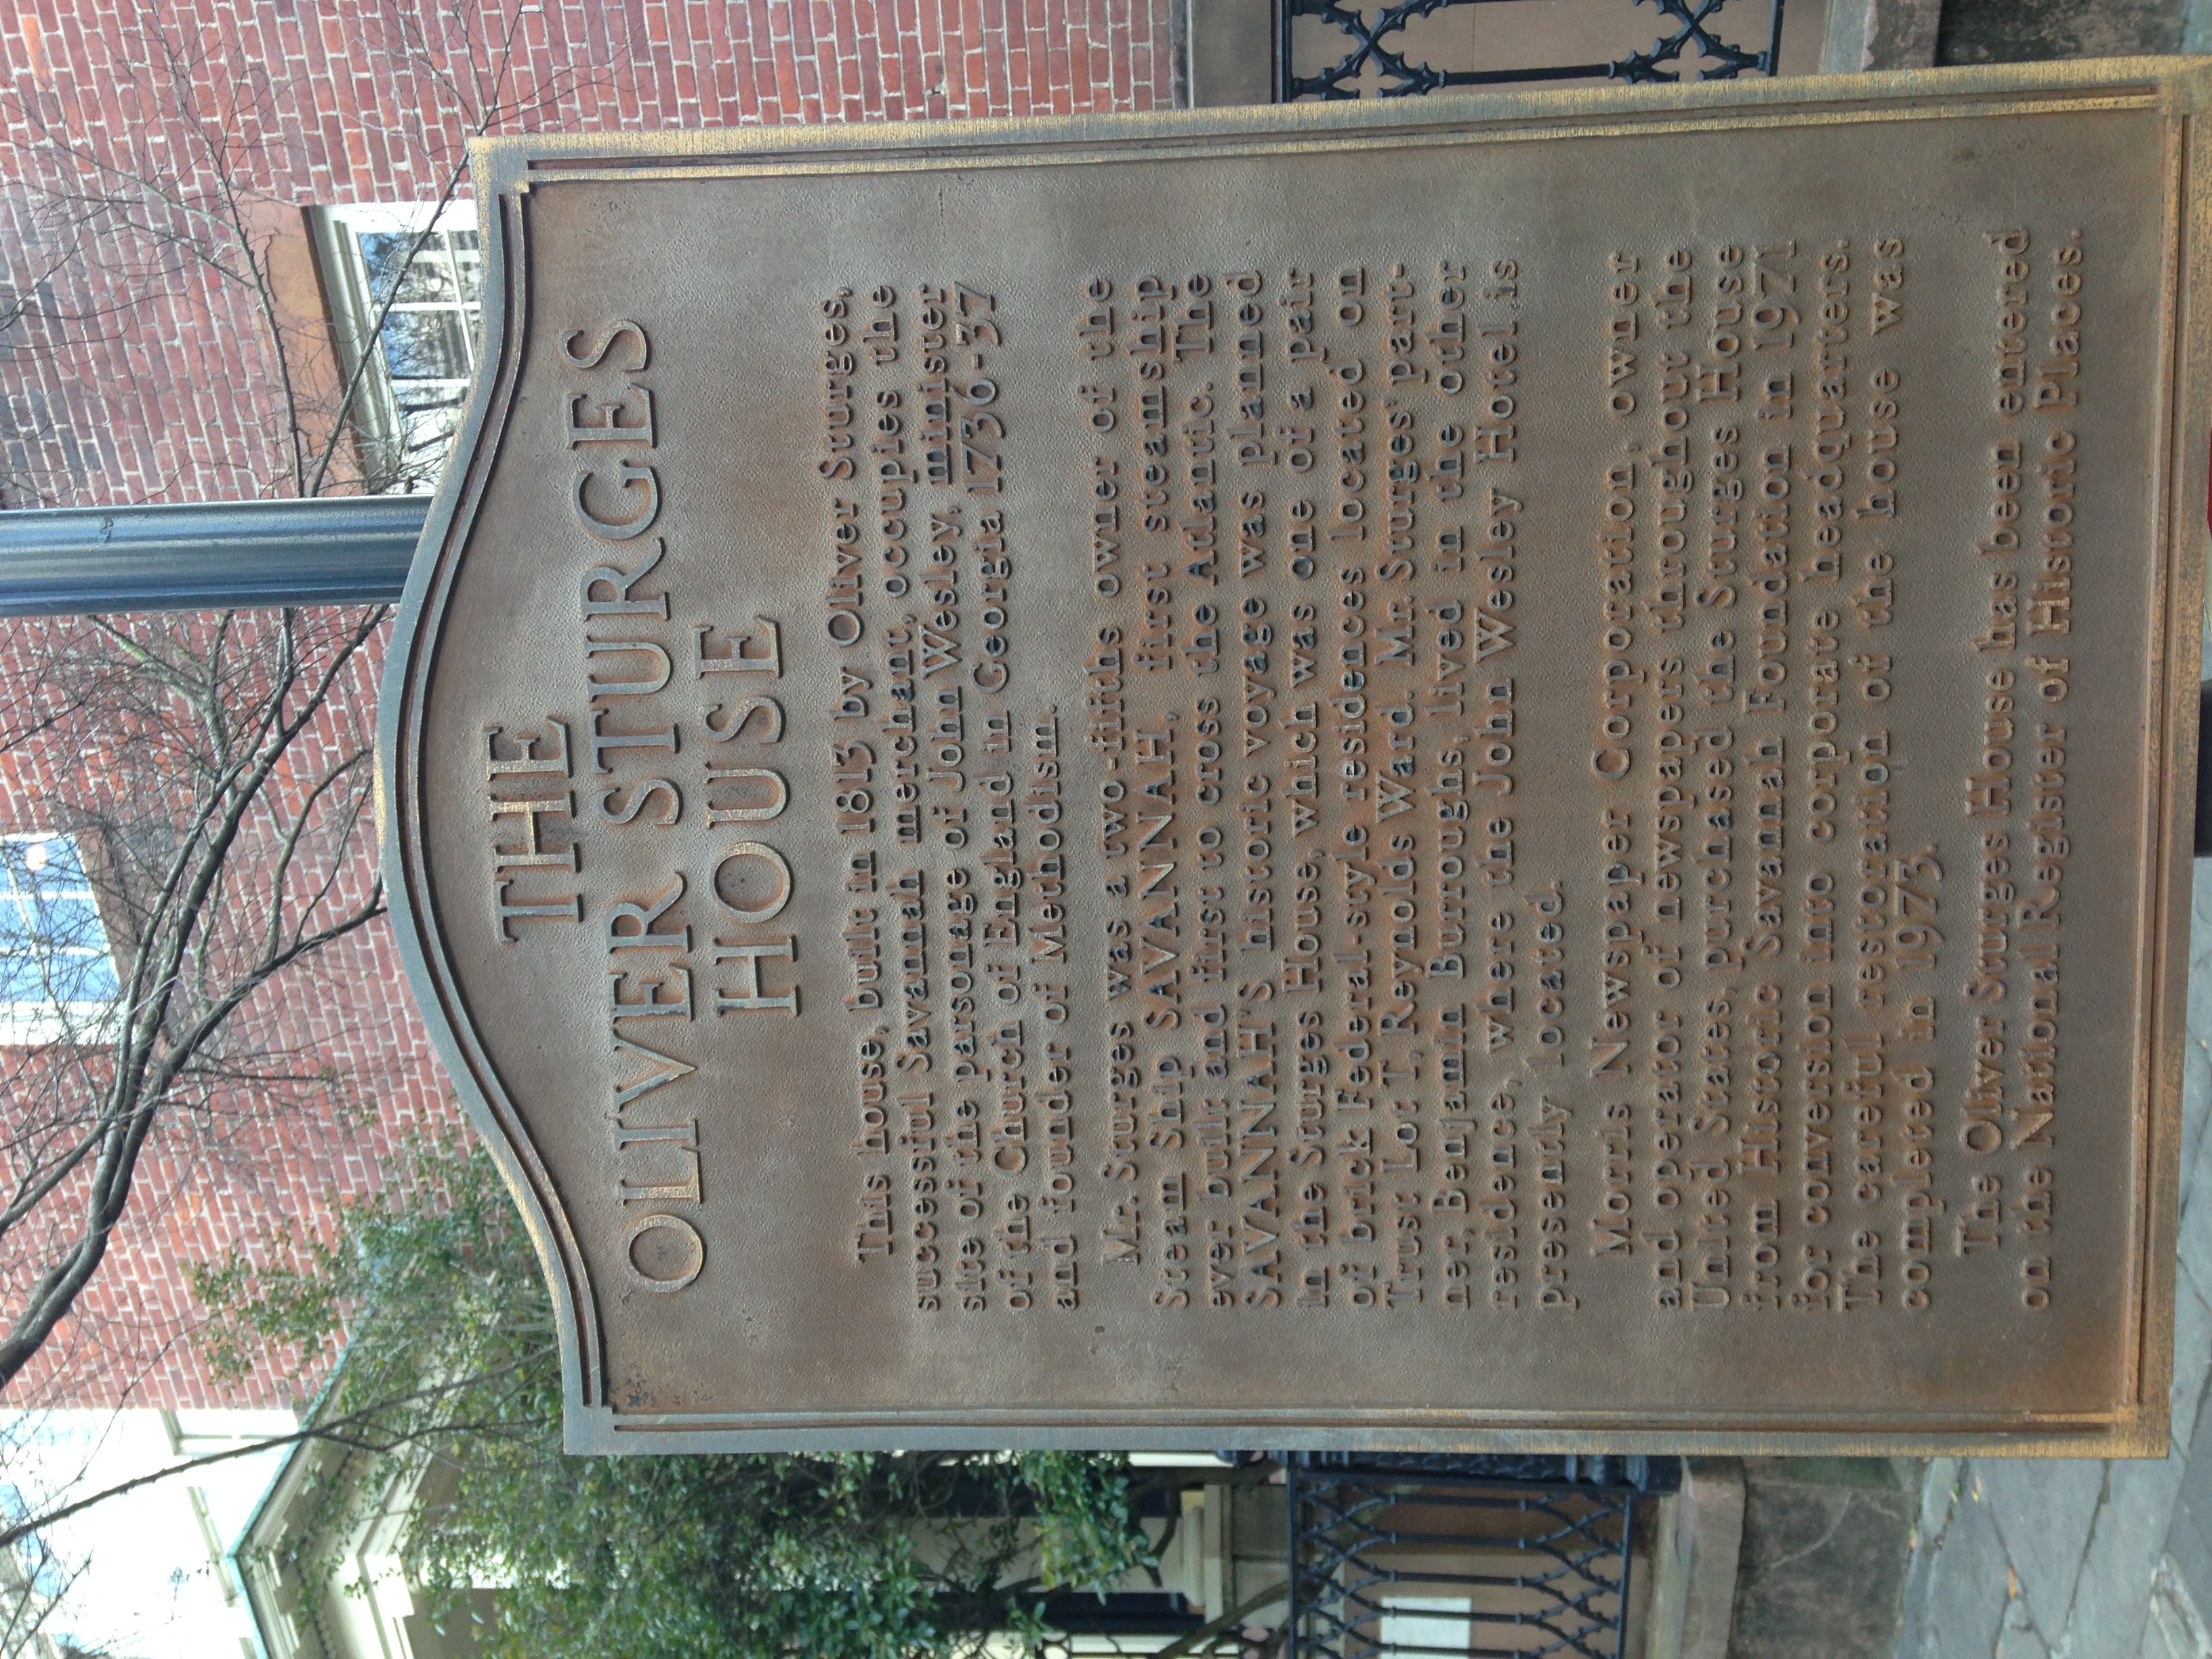 THE
OLIVER STURGES
HOUSE
This house, built in 1813 by Oliver Sturges,
successful Savannah merchant, occupies the
site of the parsonage of John Wesley, minister
of the Church of England in Georgia 1736-37
and founder of Methodism.
Mr. Sturges was a two-fifths owner of the
Steam Ship SAVANNAH, first steamship
ever built and first to cross the Atlantic. The
SAVANNAH'S historic voyage was planned
in the Sturges House, which was one of a pair
of brick Federal-style residences located on
Trust Lot T, Reynolds Ward. Mr. Sturges' part-
ner, Benjamin Burroughs, lived in the other
residence, where the John Wesley Hotel is
presently located.
Morris Newspaper Corporation, owner
and operator of newspapers throughout the
United States, purchased the Sturges House
from Historic Savannah Foundation in 1971
for conversion into corporate headquarters.
The careful restoration of the house was
completed in 1973.
The Oliver Sturges House has been entered
on the National Register of Historic Places.